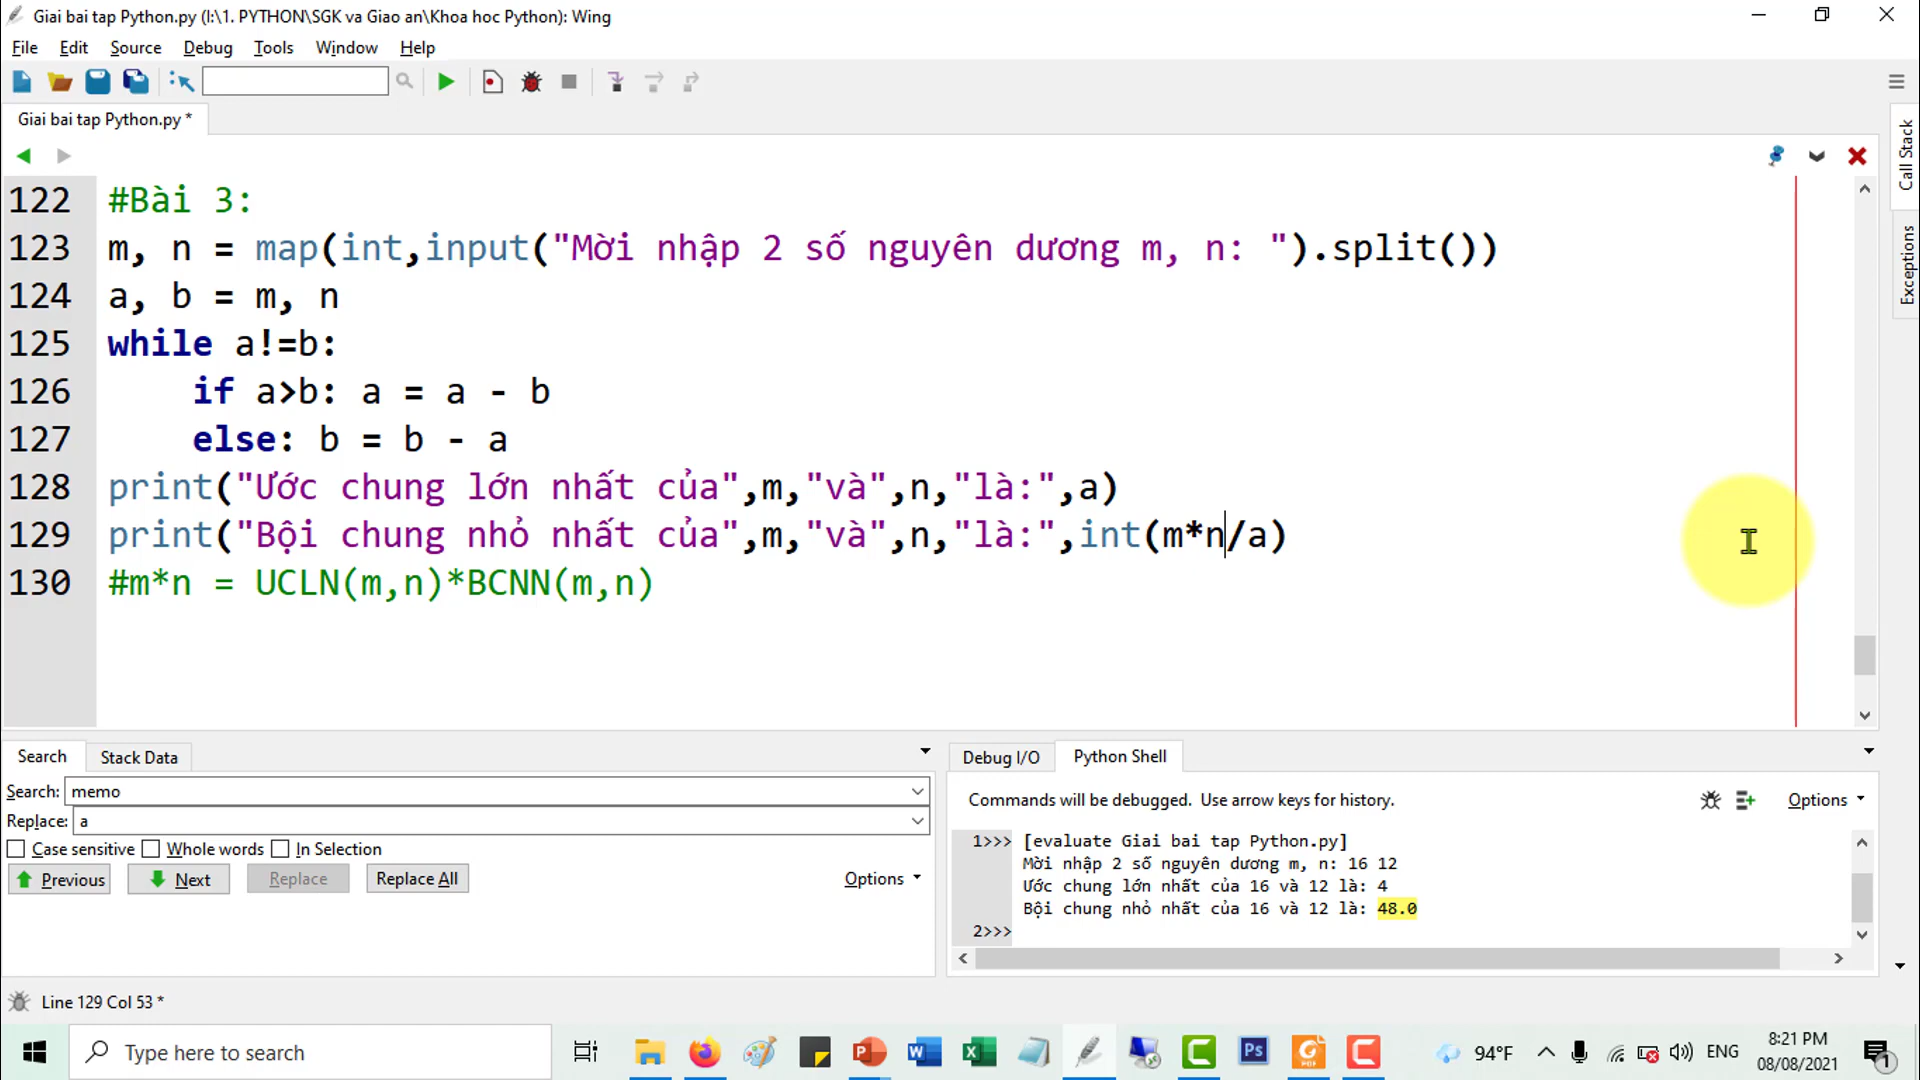 Giai bai tap Python.py (I:\1. PYTHON\SGK va Giao an\Khoa hoc Python): Wing
File Edit Source Debug Tools Window Help
Giai bai tap Python.py *
Call Stack
Exceptions
122 #Bài 3:
123 m, n = map(int,input("Mời nhập 2 số nguyên dương m, n: ").split())
124 a, b = m, n
125 while a!=b:
126 if a>b: a = a - b
127 else: b = b - a
128 print("Ước chung lớn nhất của",m,"và",n,"là:",a)
129 print("Bội chung nhỏ nhất của",m,"và",n,"là:",int(m*n/a)
130 #m*n = UCLN(m,n)*BCNN(m,n)
Search Stack Data
Search: memo
Replace: a
Case sensitive Whole words In Selection
Previous Next Replace Replace All Options
Debug I/O Python Shell
Commands will be debugged. Use arrow keys for history. Options
1>>> [evaluate Giai bai tap Python.py]
Mời nhập 2 số nguyên dương m, n: 16 12
Ước chung lớn nhất của 16 và 12 là: 4
Bội chung nhỏ nhất của 16 và 12 là: 48.0
2>>>
Line 129 Col 53 *
Type here to search
94°F ENG
8:21 PM
08/08/2021
1